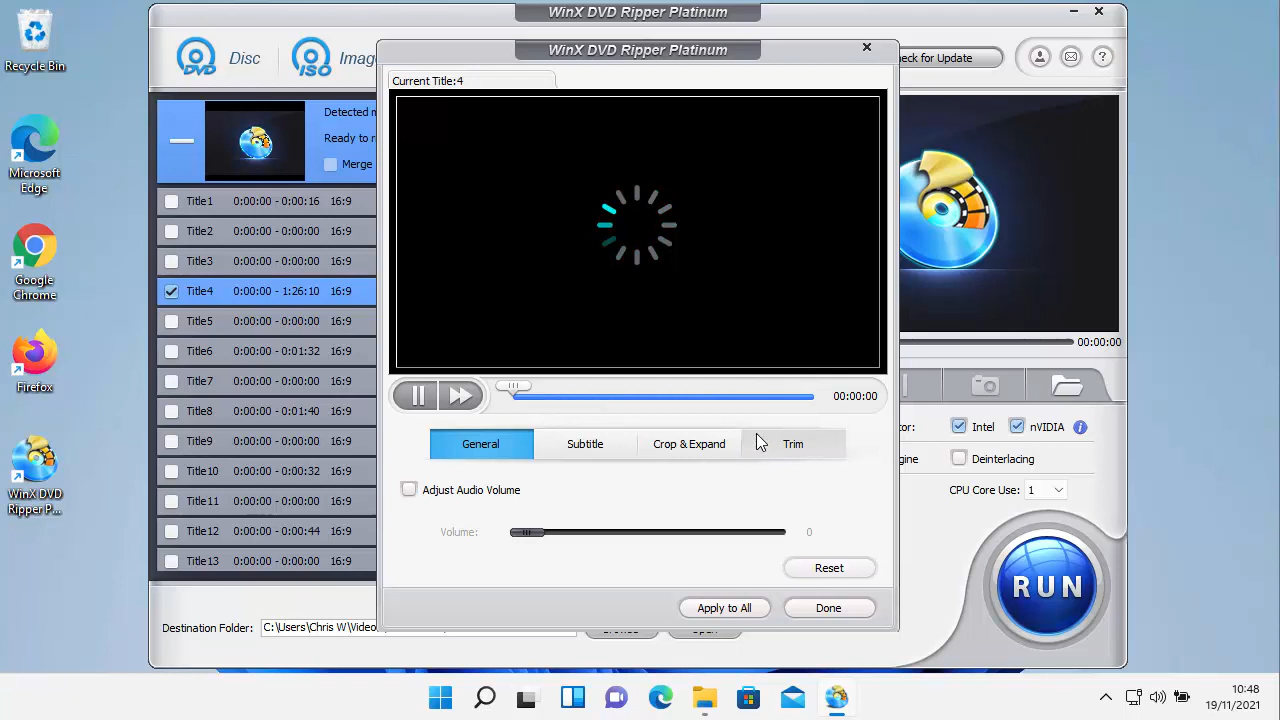 Recycle Bin
Microsoft
Edge
Google
Chrome
Firefox
WinX DVD
Ripper P...
WinX DVD Ripper Platinum
DVD
Disc
ISO
Imag
heck for Update
?
Detected m
Ready to r
Merge
Title1 0:00:00 - 0:00:16 16:9
Title2 0:00:00 - 0:00:00 16:9
Title3 0:00:00 - 0:00:00 16:9
Title4 0:00:00 - 1:26:10 16:9
Title5 0:00:00 - 0:00:00 16:9
Title6 0:00:00 - 0:01:32 16:9
Title7 0:00:00 - 0:00:00 16:9
Title8 0:00:00 - 0:01:40 16:9
Title9 0:00:00 - 0:00:00 16:9
Title10 0:00:00 - 0:00:32 16:9
Title11 0:00:00 - 0:00:00 16:9
Title12 0:00:00 - 0:00:44 16:9
Title13 0:00:00 - 0:00:00 16:9
WinX DVD Ripper Platinum
Current Title:4
00:00:00
General Subtitle Crop & Expand Trim
Adjust Audio Volume
Volume: 0
Reset
Apply to All Done
00:00:00
tor: Intel nVIDIA i
gine Deinterlacing
CPU Core Use: 1
RUN
Destination Folder: C:\Users\Chris W\Video
10:48
19/11/2021